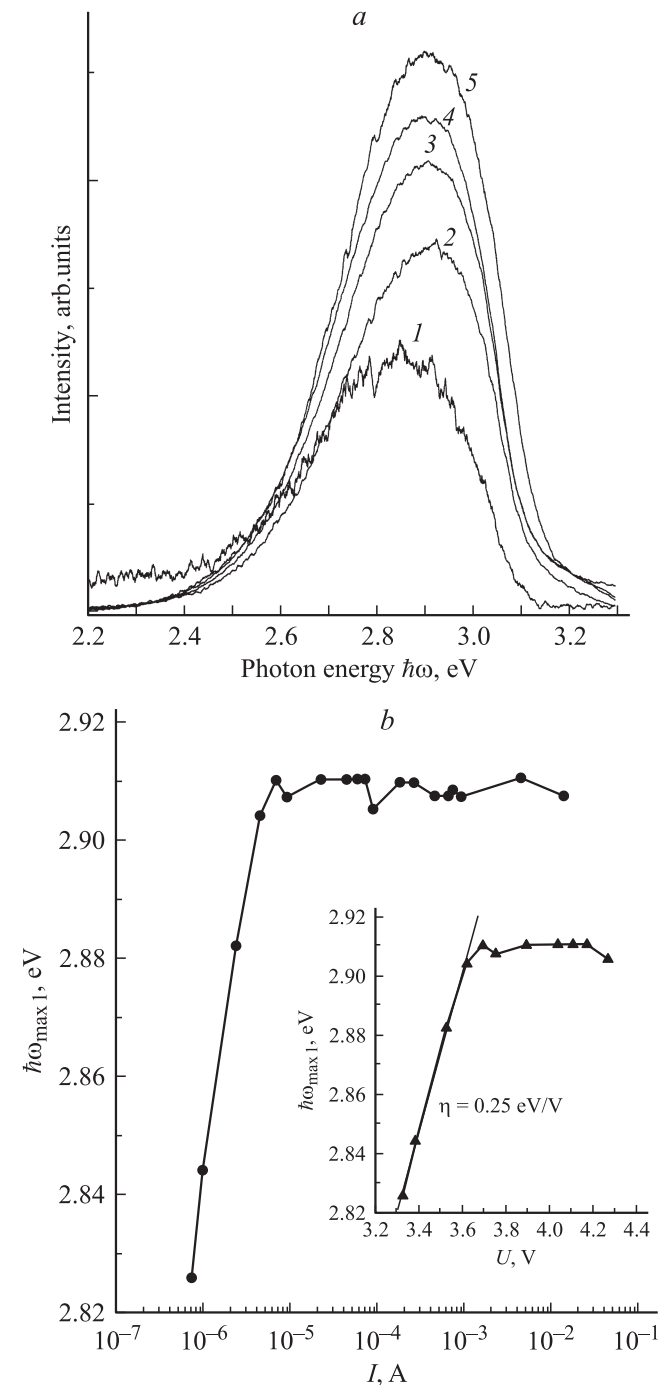 a
5
4
3
2
1
Intensity, arb.units
2.2 2.4 2.6 2.8 3.0 3.2
Photon energy ℏω, eV
b
2.92
2.90
2.88
2.86
2.84
2.82
ℏω_max 1, eV
2.92
2.90
2.88
2.86
2.84
2.82
ℏω_max 1, eV
η = 0.25 eV/V
3.2 3.4 3.6 3.8 4.0 4.2 4.4
U, V
10^–7 10^–6 10^–5 10^–4 10^–3 10^–2 10^–1
I, A